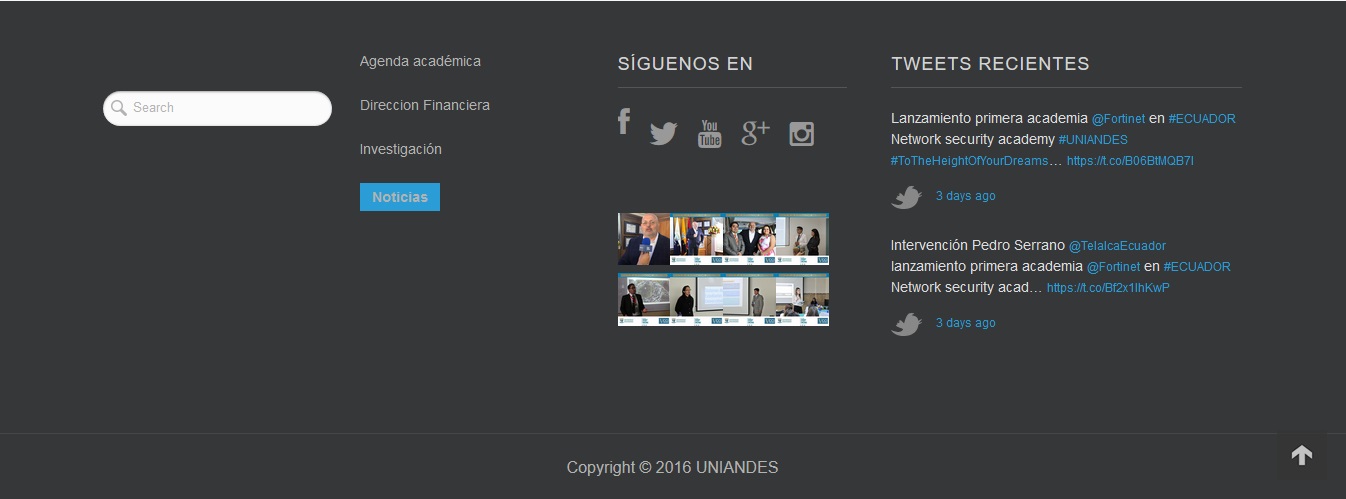 Search
Agenda académica
Direccion Financiera
Investigación
Noticias
SÍGUENOS EN
f
You
Tube
g+
TWEETS RECIENTES
Lanzamiento primera academia @Fortinet en #ECUADOR
Network security academy #UNIANDES
#ToTheHeightOfYourDreams… https://t.co/B06BtMQB7I
3 days ago
Intervención Pedro Serrano @TelalcaEcuador
lanzamiento primera academia @Fortinet en #ECUADOR
Network security acad… https://t.co/Bf2x1IhKwP
3 days ago
Copyright © 2016 UNIANDES